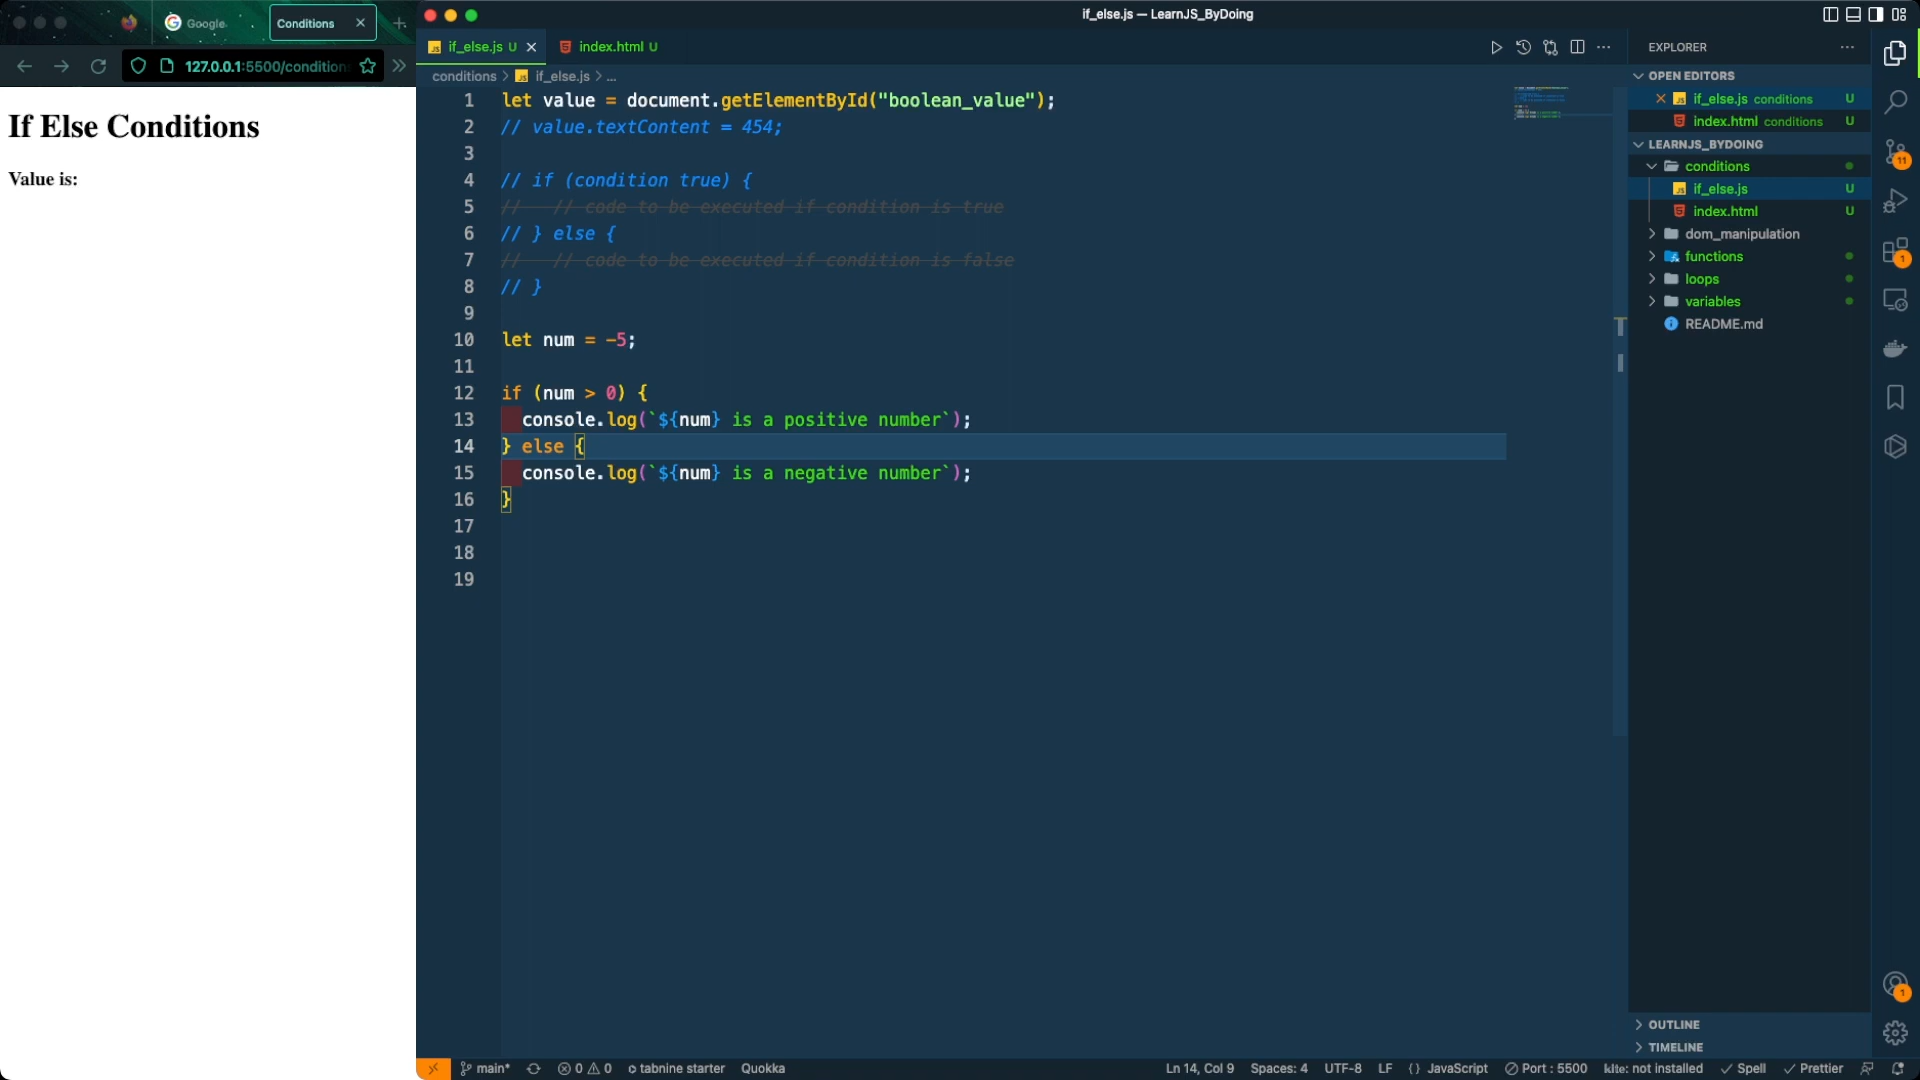 Google
Conditions
127.0.0.1:5500/condition
If Else Conditions
Value is:
if_else.js — LearnJS_ByDoing
if_else.js U
index.html U
conditions > if_else.js > ...
1 let value = document.getElementById("boolean_value");
2 // value.textContent = 454;
3
4 // if (condition true) {
5 //   // code to be executed if condition is true
6 // } else {
7 //   // code to be executed if condition is false
8 // }
9
10 let num = -5;
11
12 if (num > 0) {
13   console.log(`${num} is a positive number`);
14 } else {
15   console.log(`${num} is a negative number`);
16 }
17
18
19
EXPLORER
OPEN EDITORS
if_else.js conditions U
index.html conditions U
LEARNJS_BYDOING
conditions
if_else.js U
index.html U
dom_manipulation
functions
loops
variables
README.md
OUTLINE
TIMELINE
11
1
1
main*
0 0
tabnine starter
Quokka
Ln 14, Col 9
Spaces: 4
UTF-8
LF
{} JavaScript
Port : 5500
kite: not installed
Spell
Prettier